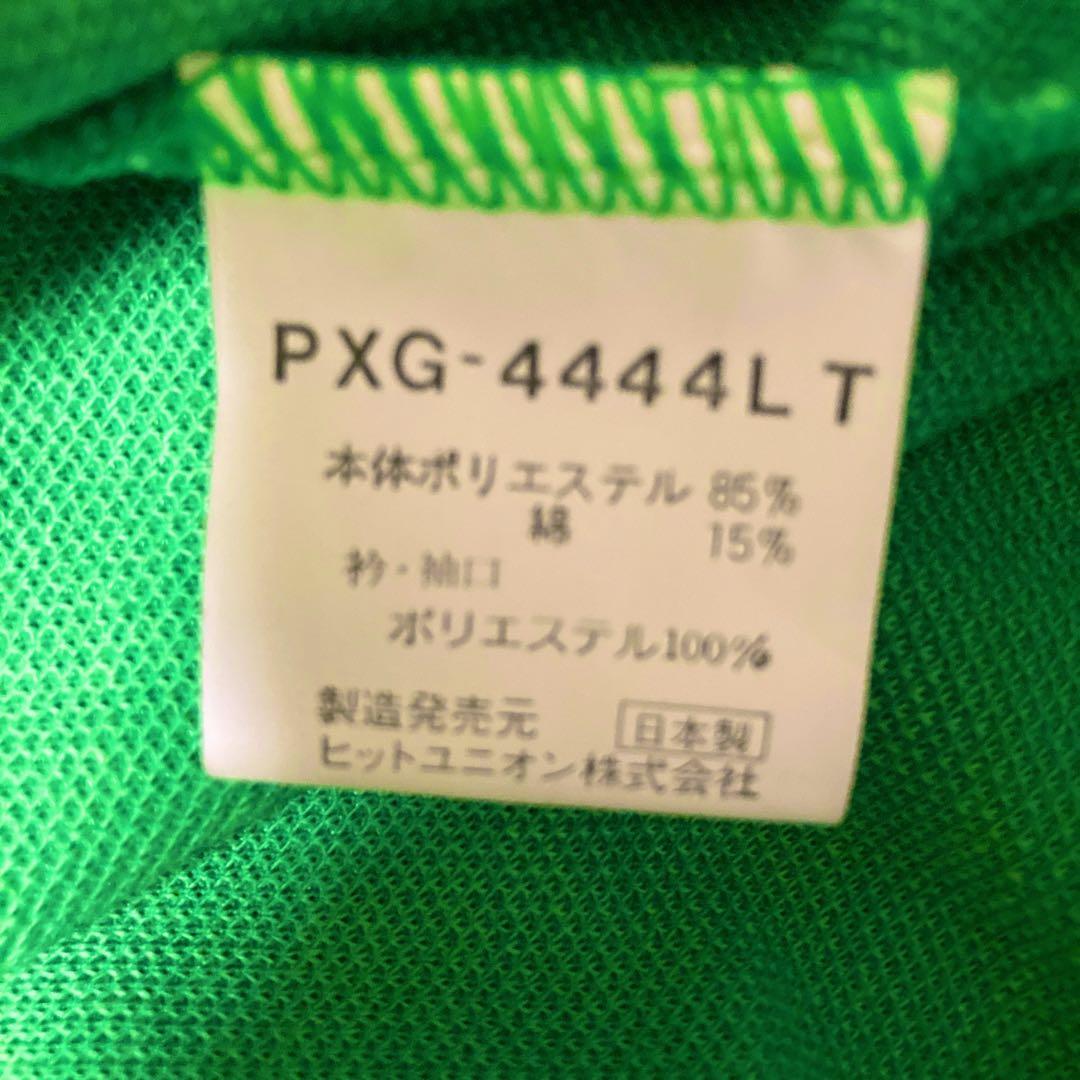 PXG-4444LT
本体ポリエステル 85%
綿 15%
衿・袖口
ポリエステル100%
製造発売元 日本製
ヒットユニオン株式会社